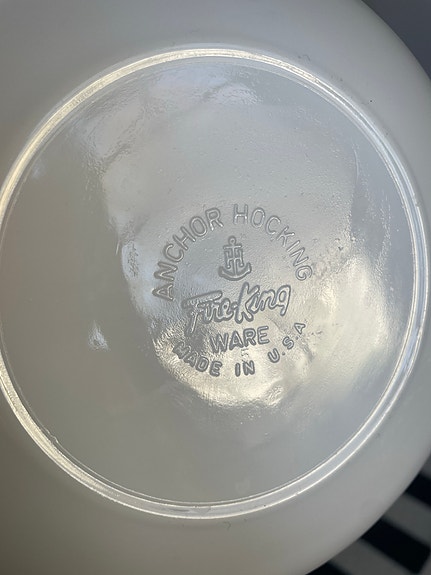 ANCHOR HOCKING
Fire-King
WARE
MADE IN U.S.A